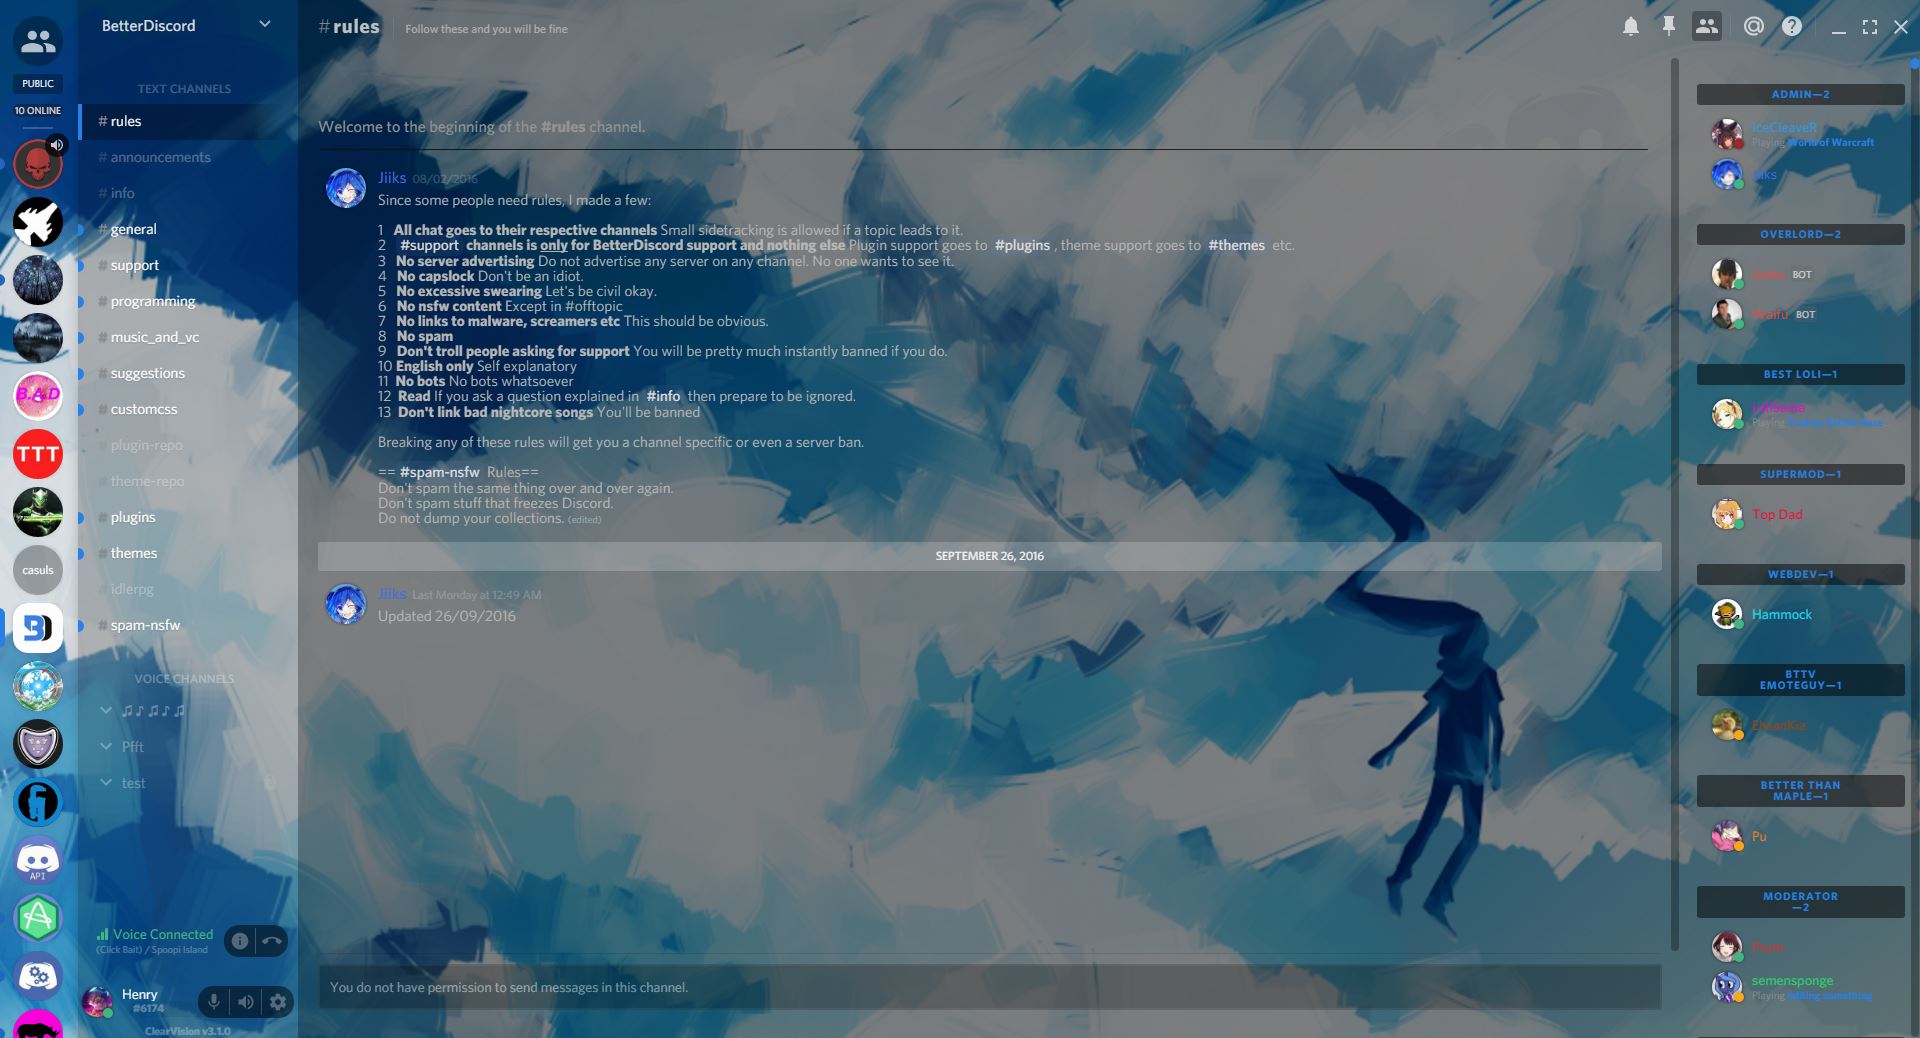 BetterDiscord
#rules
Follow these and you will be fine
PUBLIC
10 ONLINE
B.A.D
TTT
casuls
API
TEXT CHANNELS
# rules
# announcements
# info
# general
# support
# programming
# music_and_vc
# suggestions
# customcss
# plugin-repo
# theme-repo
# plugins
# themes
# idlerpg
# spam-nsfw
VOICE CHANNELS
♫♪♫♪♫
Pfft
test
Voice Connected
(Click Bait) / Spoopi Island
Henry
#6174
ClearVision v3.1.0
Welcome to the beginning of the #rules channel.
Jiiks 08/02/2016
Since some people need rules, I made a few:
1 All chat goes to their respective channels Small sidetracking is allowed if a topic leads to it.
2 #support channels is only for BetterDiscord support and nothing else Plugin support goes to #plugins , theme support goes to #themes etc.
3 No server advertising Do not advertise any server on any channel. No one wants to see it.
4 No capslock Don't be an idiot.
5 No excessive swearing Let's be civil okay.
6 No nsfw content Except in #offtopic
7 No links to malware, screamers etc This should be obvious.
8 No spam
9 Don't troll people asking for support You will be pretty much instantly banned if you do.
10 English only Self explanatory
11 No bots No bots whatsoever
12 Read If you ask a question explained in #info then prepare to be ignored.
13 Don't link bad nightcore songs You'll be banned
Breaking any of these rules will get you a channel specific or even a server ban.
== #spam-nsfw Rules==
Don't spam the same thing over and over again.
Don't spam stuff that freezes Discord.
Do not dump your collections. (edited)
SEPTEMBER 26, 2016
Jiiks Last Monday at 12:49 AM
Updated 26/09/2016
You do not have permission to send messages in this channel.
ADMIN—2
IceCleaveR
Playing World of Warcraft
Jiiks
OVERLORD—2
BOT
Waifu BOT
BEST LOLI—1
Playing
SUPERMOD—1
Top Dad
WEBDEV—1
Hammock
BTTV
EMOTEGUY—1
BETTER THAN
MAPLE—1
Pu
MODERATOR
—2
semensponge
Playing editing something